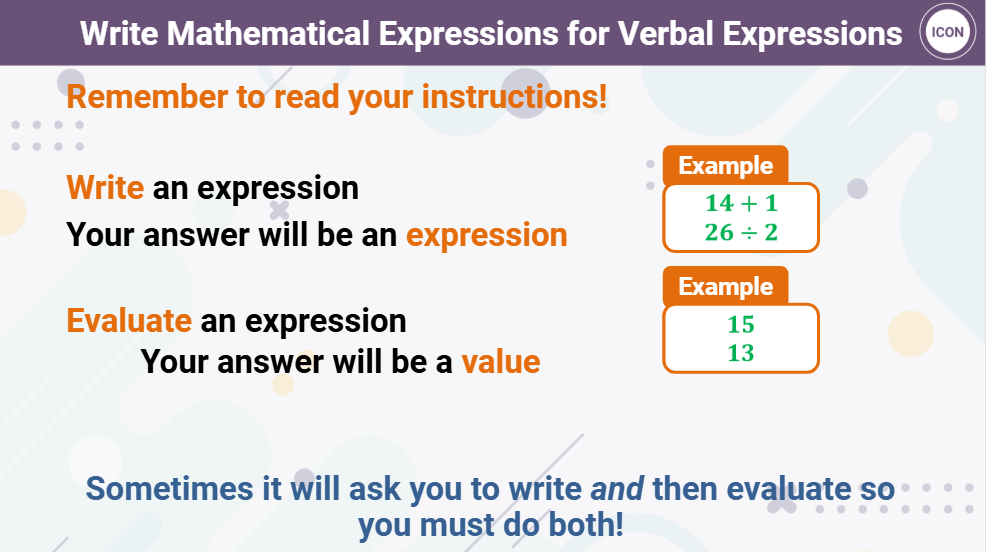 Write Mathematical Expressions for Verbal Expressions
ICON
Remember to read your instructions!
Write an expression
Your answer will be an expression
Example
14 + 1
26 ÷ 2
Evaluate an expression
Your answer will be a value
Example
15
13
Sometimes it will ask you to write and then evaluate so
you must do both!